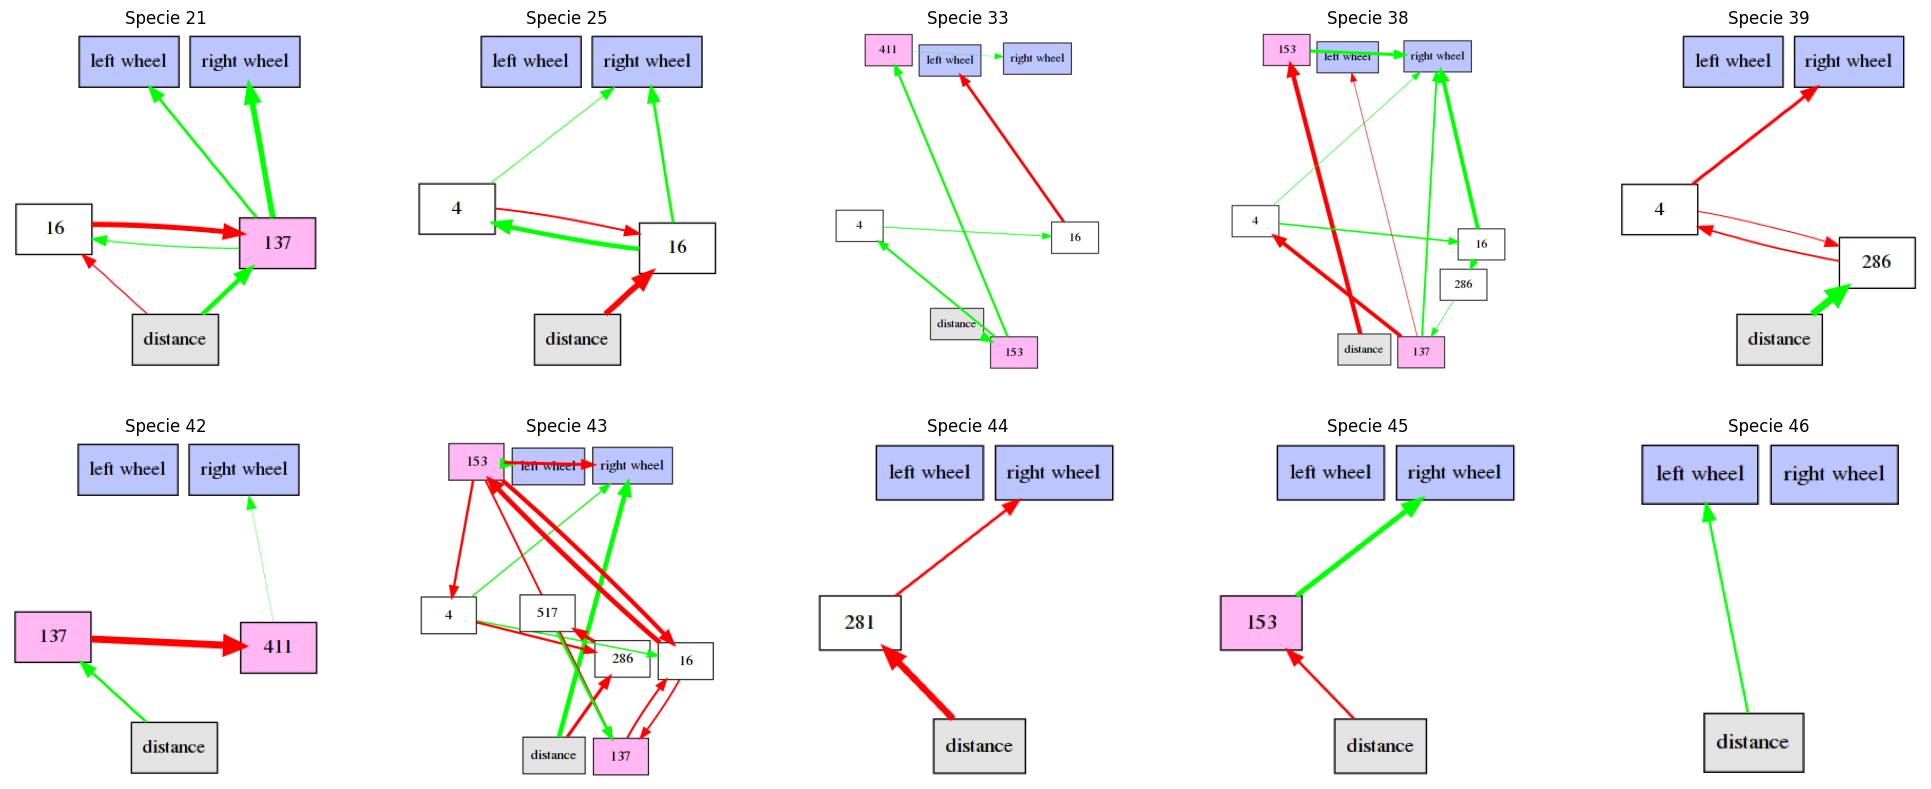 Specie 21
left wheel
right wheel
16
137
distance
Specie 25
left wheel
right wheel
4
16
distance
Specie 33
411
left wheel
right wheel
4
16
distance
153
Specie 38
153
left wheel
right wheel
4
16
286
distance
137
Specie 39
left wheel
right wheel
4
286
distance
Specie 42
left wheel
right wheel
137
411
distance
Specie 43
153
left wheel
right wheel
4
517
286
16
distance
137
Specie 44
left wheel
right wheel
281
distance
Specie 45
left wheel
right wheel
153
distance
Specie 46
left wheel
right wheel
distance